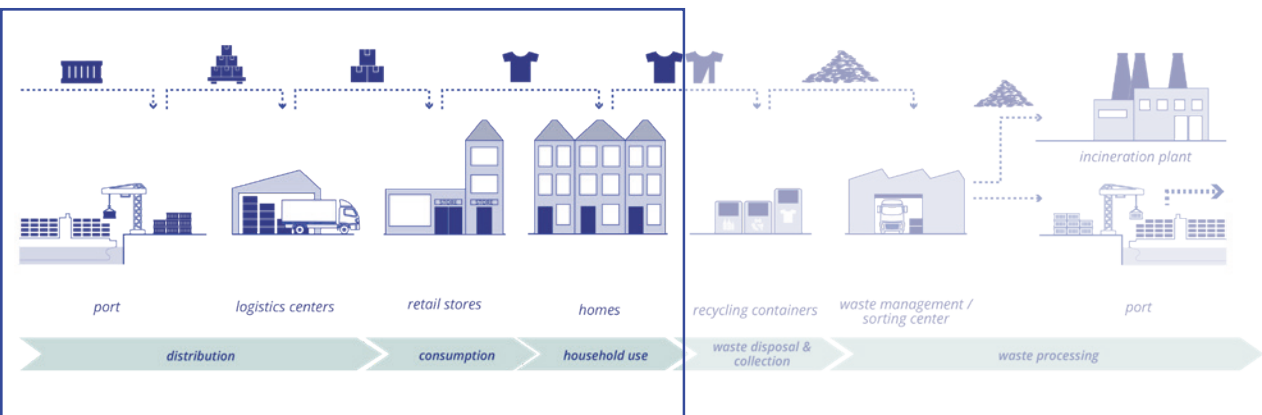 incineration plant
port
logistics centers
retail stores
homes
recycling containers
waste management /
sorting center
port
distribution
consumption
household use
waste disposal &
collection
waste processing